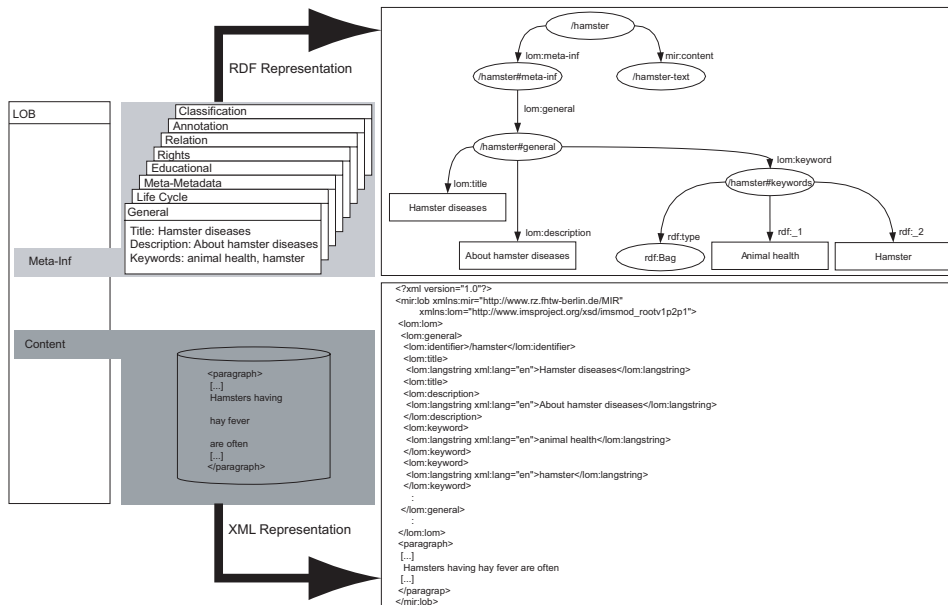 LOB
Meta-Inf
Content
Classification
Annotation
Relation
Rights
Educational
Meta-Metadata
Life Cycle
General
Title: Hamster diseases
Description: About hamster diseases
Keywords: animal health, hamster
<paragraph>
[...]
Hamsters having
hay fever
are often
[...]
</paragraph>
RDF Representation
XML Representation
/hamster
lom:meta-inf
mir:content
/hamster#meta-inf
/hamster-text
lom:general
/hamster#general
lom:keyword
lom:title
/hamster#keywords
Hamster diseases
lom:description
rdf:type
rdf:_1
rdf:_2
About hamster diseases
rdf:Bag
Animal health
Hamster
<?xml version="1.0"?>
<mir:lob xmlns:mir="http://www.rz.fhtw-berlin.de/MIR"
xmlns:lom="http://www.imsproject.org/xsd/imsmod_rootv1p2p1">
<lom:lom>
<lom:general>
<lom:identifier>/hamster</lom:identifier>
<lom:title>
<lom:langstring xml:lang="en">Hamster diseases</lom:langstring>
<lom:title>
<lom:description>
<lom:langstring xml:lang="en">About hamster diseases</lom:langstring>
</lom:description>
<lom:keyword>
<lom:langstring xml:lang="en">animal health</lom:langstring>
</lom:keyword>
<lom:keyword>
<lom:langstring xml:lang="en">hamster</lom:langstring>
</lom:keyword>
:
</lom:general>
:
</lom:lom>
<paragraph>
[...]
Hamsters having hay fever are often
[...]
</paragrap>
</mir:lob>